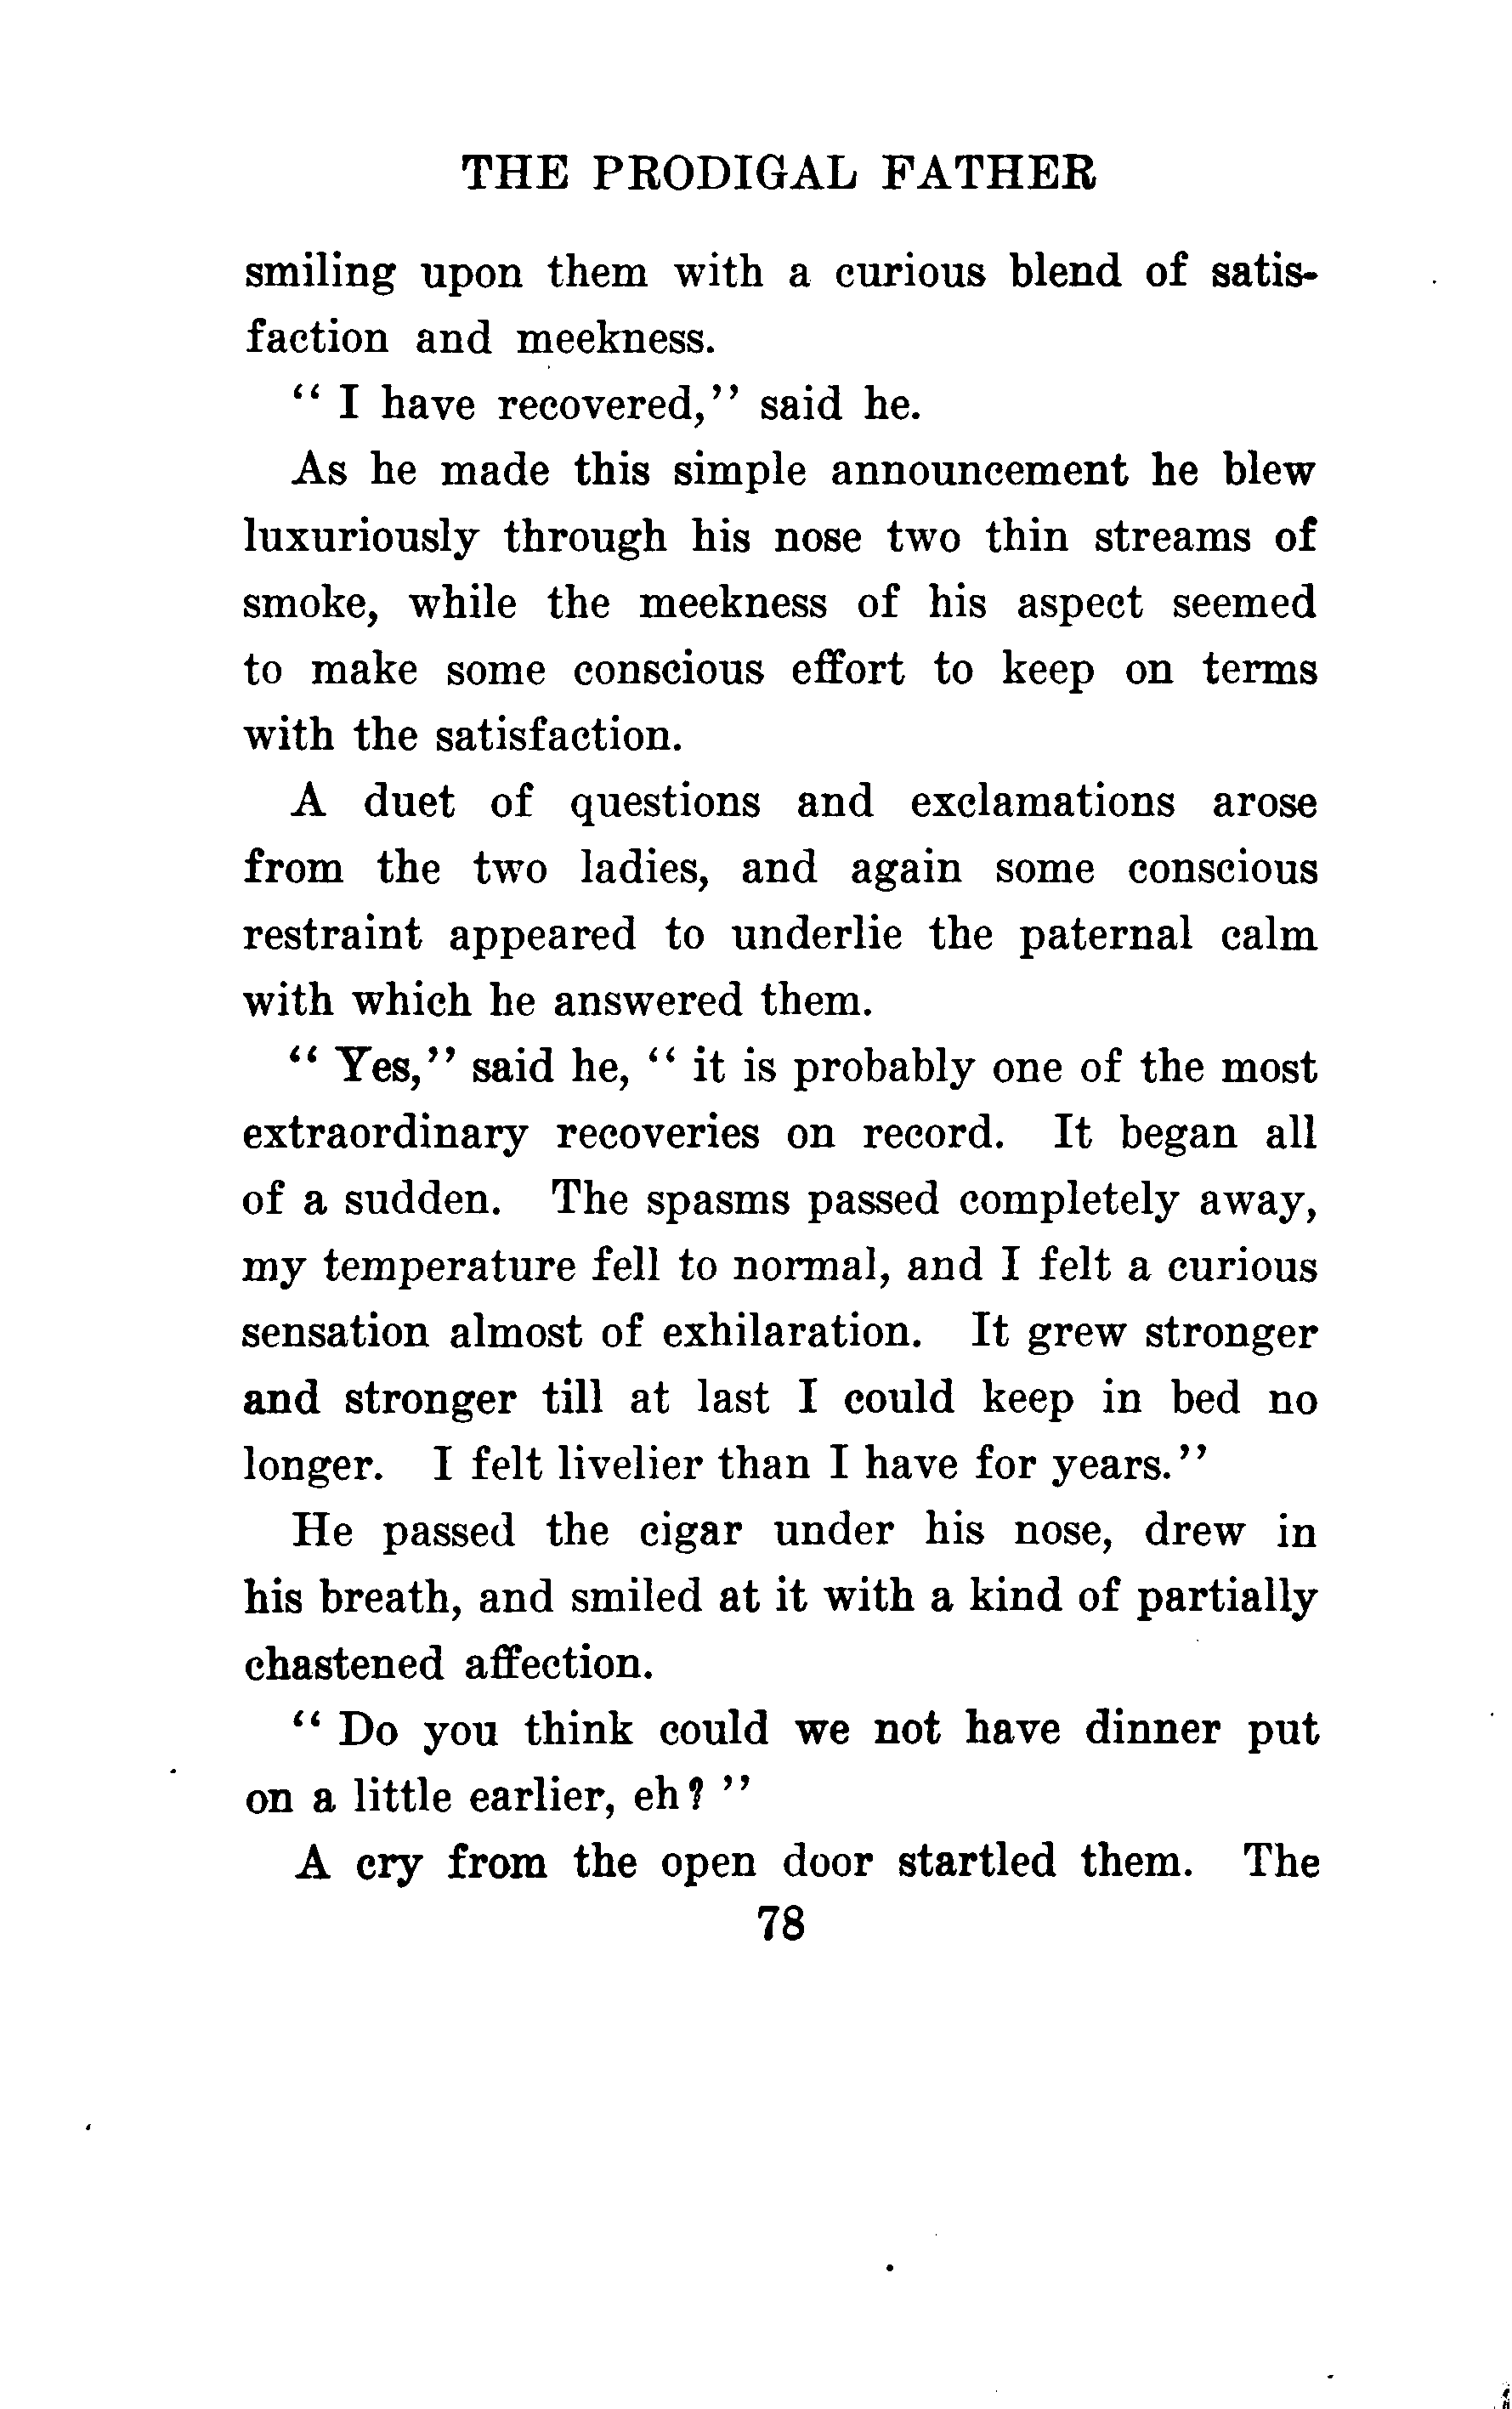 THE PRODIGAL FATHER
smiling upon them with a curious blend of satis-
faction and meekness.
" I have recovered," said he.
As he made this simple announcement he blew
luxuriously through his nose two thin streams of
smoke, while the meekness of his aspect seemed
to make some conscious effort to keep on terms
with the satisfaction.
A duet of questions and exclamations arose
from the two ladies, and again some conscious
restraint appeared to underlie the paternal calm
with which he answered them.
" Yes," said he, " it is probably one of the most
extraordinary recoveries on record. It began all
of a sudden. The spasms passed completely away,
my temperature fell to normal, and I felt a curious
sensation almost of exhilaration. It grew stronger
and stronger till at last I could keep in bed no
longer. I felt livelier than I have for years."
He passed the cigar under his nose, drew in
his breath, and smiled at it with a kind of partially
chastened affection.
" Do you think could we not have dinner put
on a little earlier, eh? "
A cry from the open door startled them. The
78